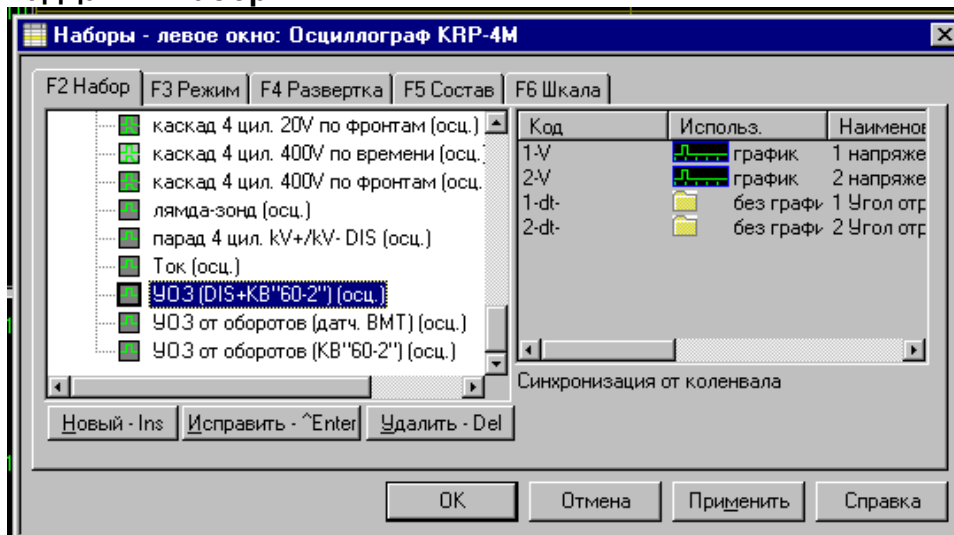 Наборы - левое окно: Осциллограф KRP-4M
F2 Набор F3 Режим F4 Развертка F5 Состав F6 Шкала
каскад 4 цил. 20V по фронтам (осц.)
каскад 4 цил. 400V по времени (осц.
каскад 4 цил. 400V по фронтам (осц.
лямда-зонд (осц.)
парад 4 цил. kV+/kV- DIS (осц.)
Ток (осц.)
УОЗ (DIS+КВ"60-2") (осц.)
УОЗ от оборотов (датч. ВМТ) (осц.)
УОЗ от оборотов (КВ"60-2") (осц.)
Код Использ. Наименов
1-V график 1 напряже
2-V график 2 напряже
1-dt- без графи 1 Угол отр
2-dt- без графи 2 Угол отр
Синхронизация от коленвала
Новый - Ins Исправить - ^Enter Удалить - Del
OK Отмена Применить Справка